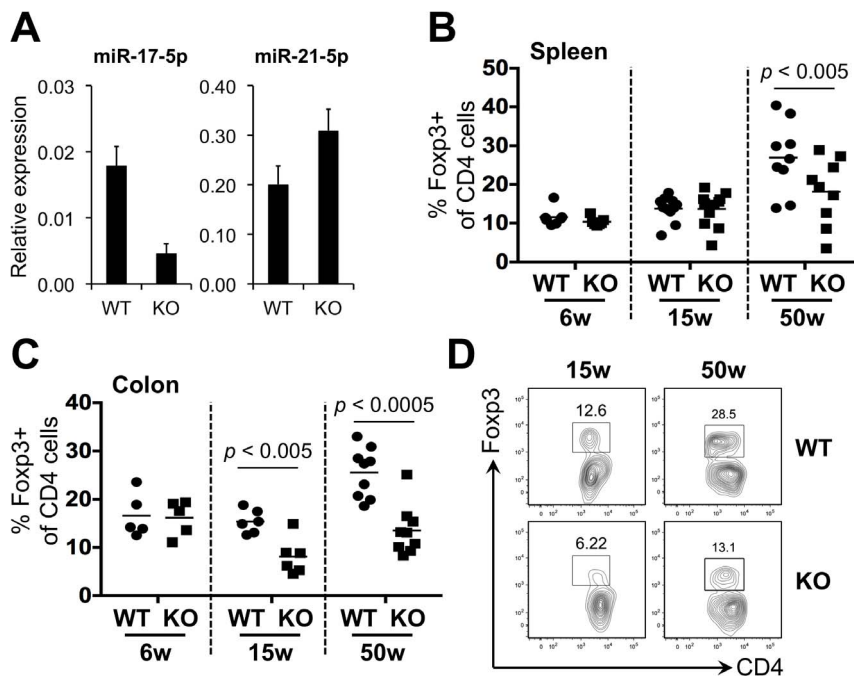 A
miR-17-5p
miR-21-5p
Relative expression
0.03
0.02
0.01
0.00
WT KO
0.40
0.30
0.20
0.10
0.00
WT KO
B
Spleen
p < 0.005
% Foxp3+
of CD4 cells
50
40
30
20
10
0
WT KO WT KO WT KO
6w 15w 50w
C
Colon
p < 0.0005
p < 0.005
% Foxp3+
of CD4 cells
40
30
20
10
0
WT KO WT KO WT KO
6w 15w 50w
D
15w 50w
Foxp3
12.6
28.5
WT
6.22
13.1
KO
CD4